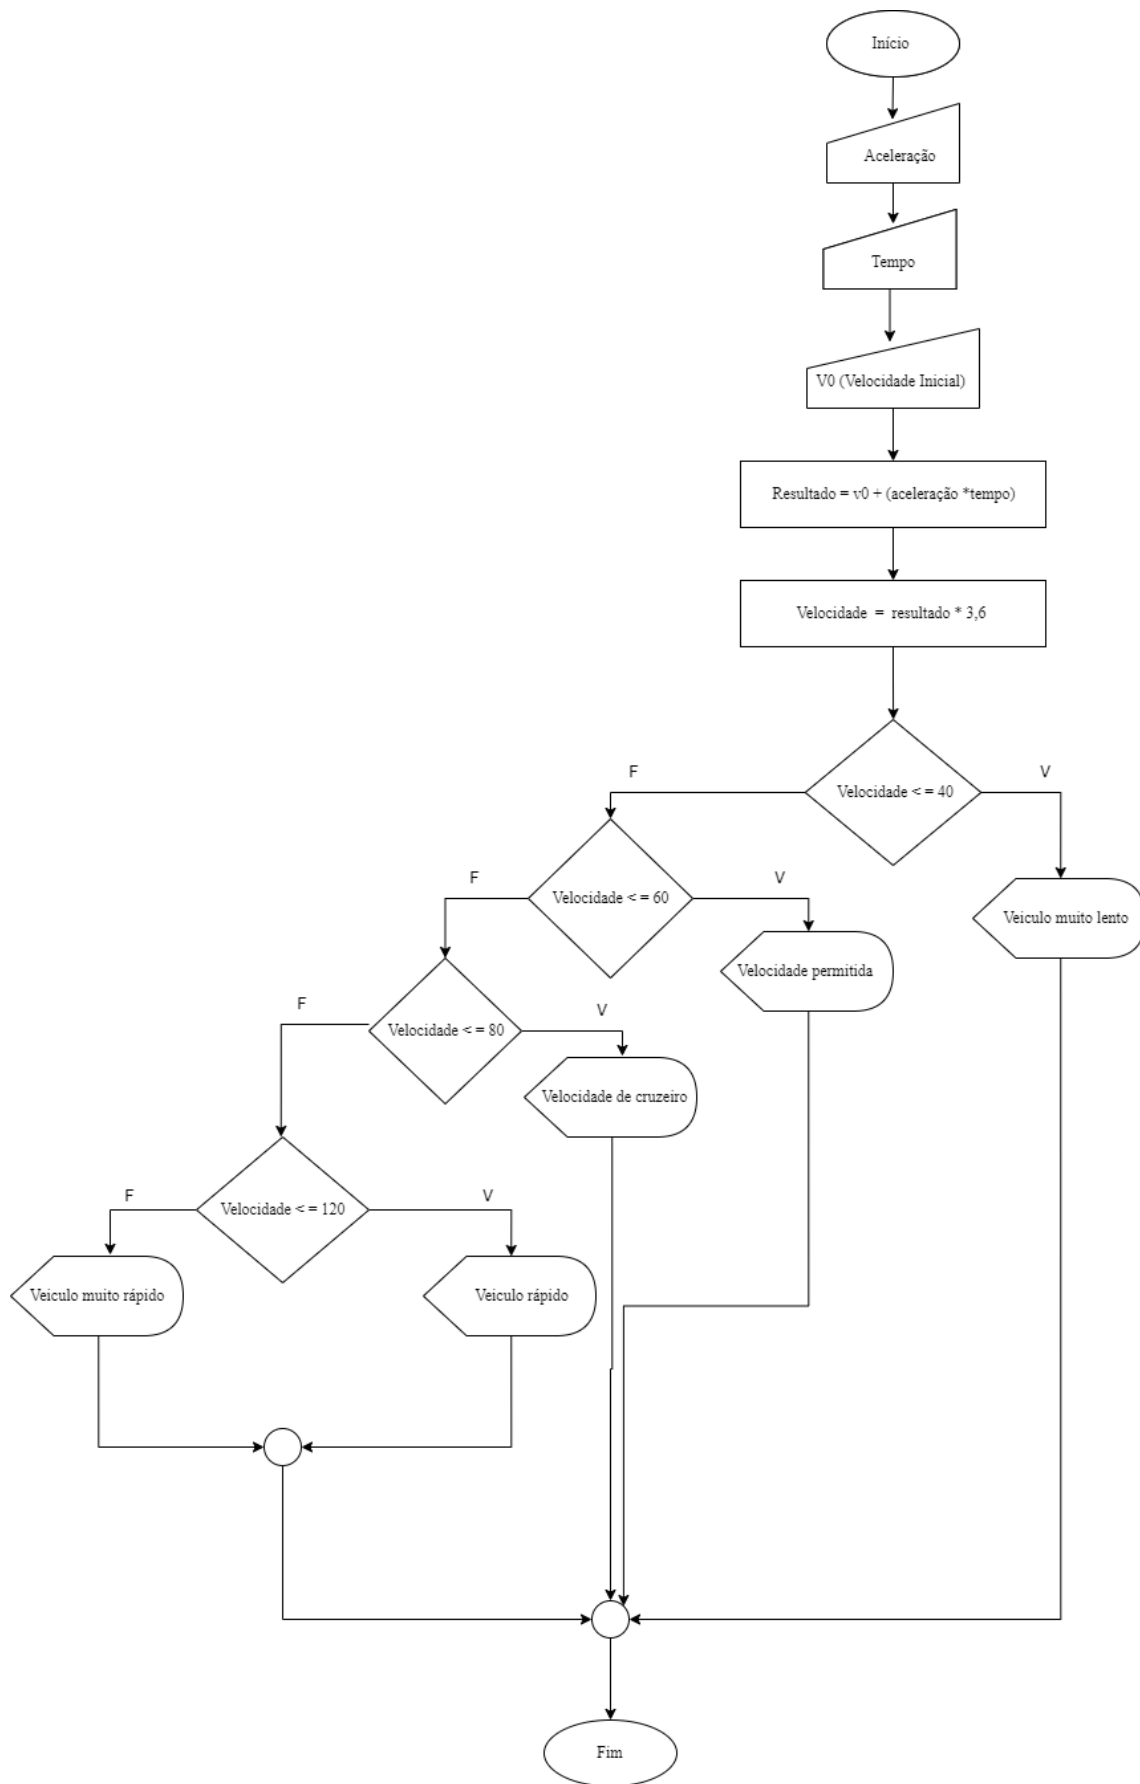 Início
Aceleração
Tempo
V0 (Velocidade Inicial)
Resultado = v0 + (aceleração *tempo)
Velocidade = resultado * 3,6
F
V
Velocidade < = 40
F
V
Velocidade < = 60
Veiculo muito lento
Velocidade permitida
F
V
Velocidade < = 80
Velocidade de cruzeiro
F
V
Velocidade < = 120
Veiculo muito rápido
Veiculo rápido
Fim